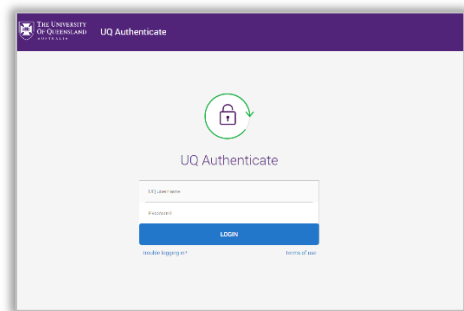 THE UNIVERSITY
OF QUEENSLAND
AUSTRALIA
UQ Authenticate
UQ Authenticate
UQ username
Password
LOGIN
trouble logging in?
terms of use